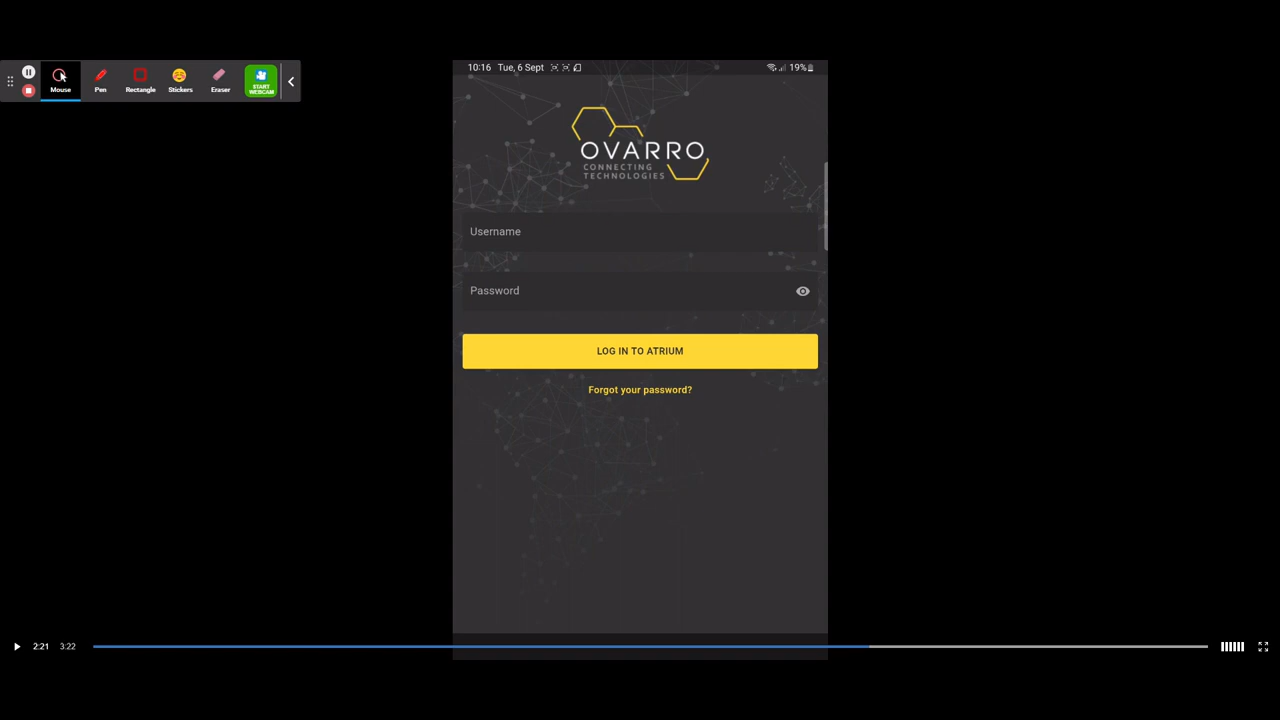 Mouse
Pen
Rectangle
Stickers
Eraser
START
WEBCAM
10:16 Tue, 6 Sept
19%
OVARRO
CONNECTING
TECHNOLOGIES
Username
Password
LOG IN TO ATRIUM
Forgot your password?
2:21 3:22